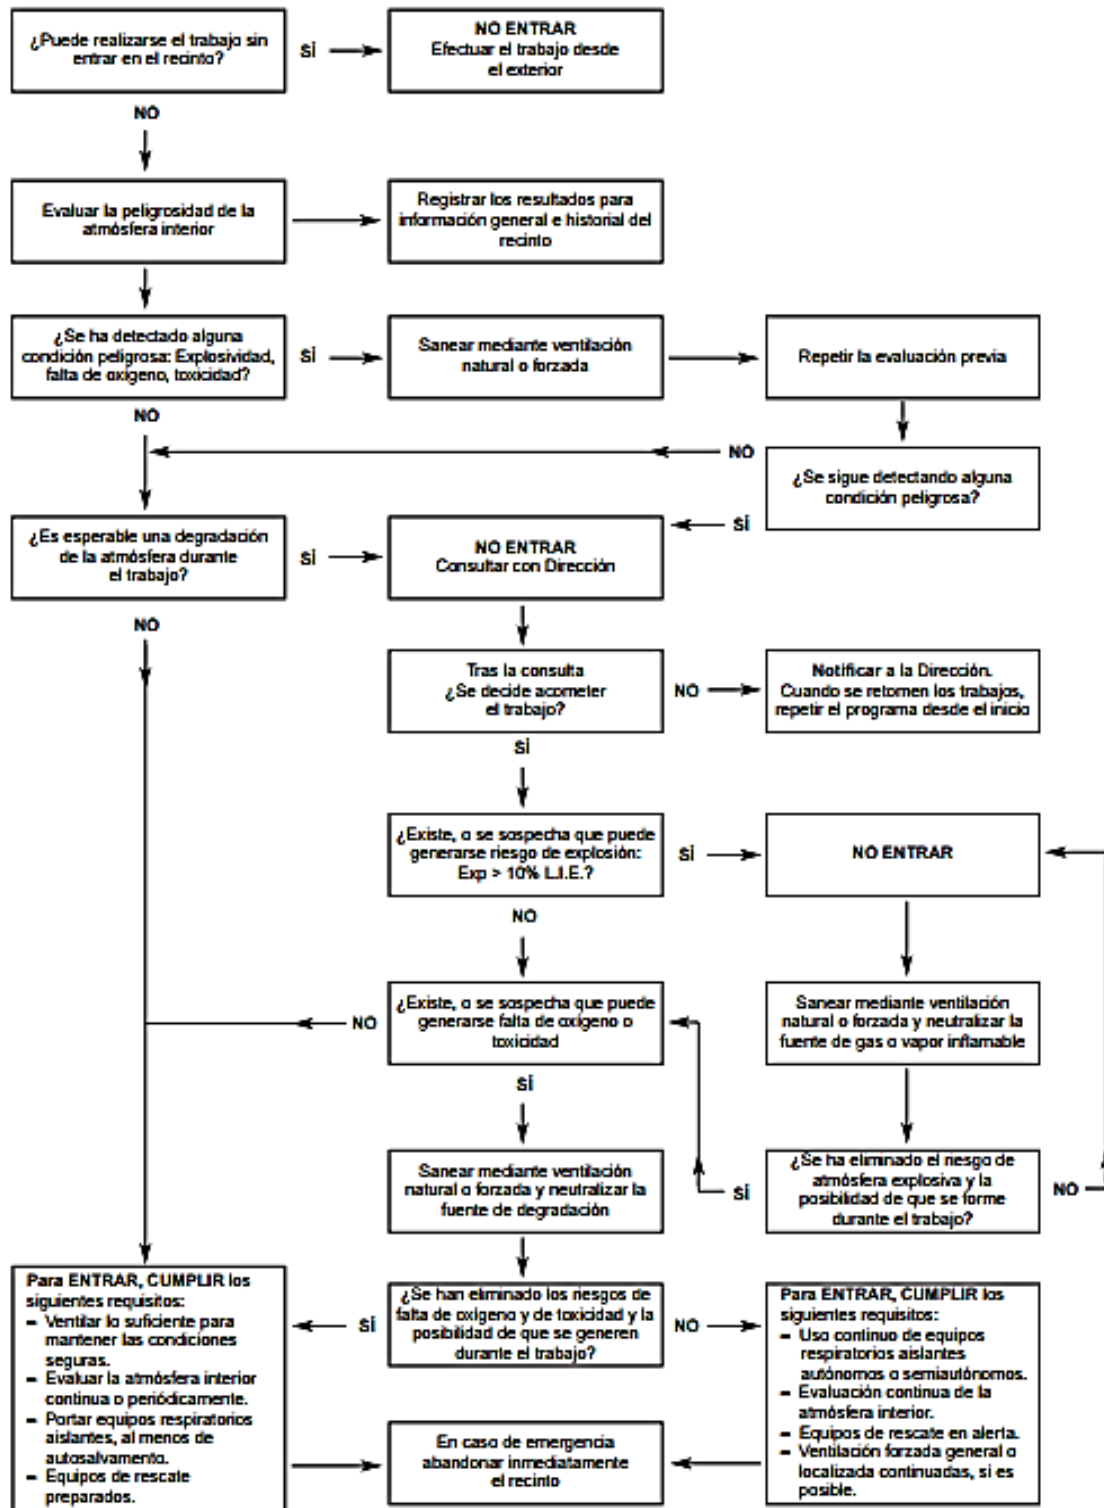 ¿Puede realizarse el trabajo sin
entrar en el recinto?
SÍ
NO ENTRAR
Efectuar el trabajo desde
el exterior
NO
Evaluar la peligrosidad de la
atmósfera interior
Registrar los resultados para
información general e historial del
recinto
¿Se ha detectado alguna
condición peligrosa: Explosividad,
falta de oxígeno, toxicidad?
SÍ
Sanear mediante ventilación
natural o forzada
Repetir la evaluación previa
NO
NO
¿Se sigue detectando alguna
condición peligrosa?
SÍ
¿Es esperable una degradación
de la atmósfera durante
el trabajo?
SÍ
NO ENTRAR
Consultar con Dirección
NO
Tras la consulta
¿Se decide acometer
el trabajo?
NO
Notificar a la Dirección.
Cuando se retomen los trabajos,
repetir el programa desde el inicio
SÍ
¿Existe, o se sospecha que puede
generarse riesgo de explosión:
Exp > 10% L.I.E.?
SÍ
NO ENTRAR
NO
¿Existe, o se sospecha que puede
generarse falta de oxígeno o
toxicidad
NO
Sanear mediante ventilación
natural o forzada y neutralizar la
fuente de gas o vapor inflamable
SÍ
Sanear mediante ventilación
natural o forzada y neutralizar la
fuente de degradación
SÍ
¿Se ha eliminado el riesgo de
atmósfera explosiva y la
posibilidad de que se forme
durante el trabajo?
NO
Para ENTRAR, CUMPLIR los
siguientes requisitos:
– Ventilar lo suficiente para
mantener las condiciones
seguras.
– Evaluar la atmósfera interior
continua o periódicamente.
– Portar equipos respiratorios
aislantes, al menos de
autosalvamento.
– Equipos de rescate
preparados.
SÍ
¿Se han eliminado los riesgos de
falta de oxígeno y de toxicidad y la
posibilidad de que se generen
durante el trabajo?
NO
Para ENTRAR, CUMPLIR los
siguientes requisitos:
– Uso continuo de equipos
respiratorios aislantes
autónomos o semiautónomos.
– Evaluación continua de la
atmósfera interior.
– Equipos de rescate en alerta.
– Ventilación forzada general o
localizada continuadas, si es
posible.
En caso de emergencia
abandonar inmediatamente
el recinto